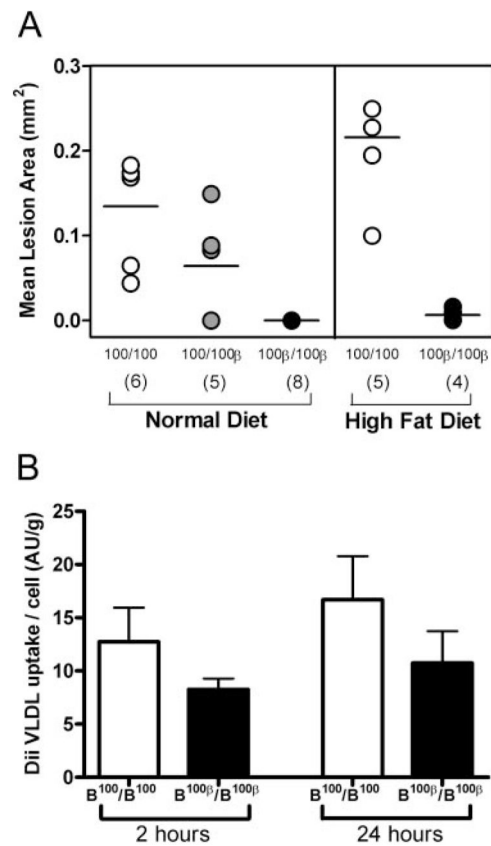 A
Mean Lesion Area (mm²)
0.3
0.2
0.1
0.0
100/100 100/100β 100β/100β 100/100 100β/100β
(6) (5) (8) (5) (4)
Normal Diet High Fat Diet
B
Dii VLDL uptake / cell (AU/g)
25
20
15
10
5
0
B¹⁰⁰/B¹⁰⁰ B¹⁰⁰β/B¹⁰⁰β B¹⁰⁰/B¹⁰⁰ B¹⁰⁰β/B¹⁰⁰β
2 hours 24 hours